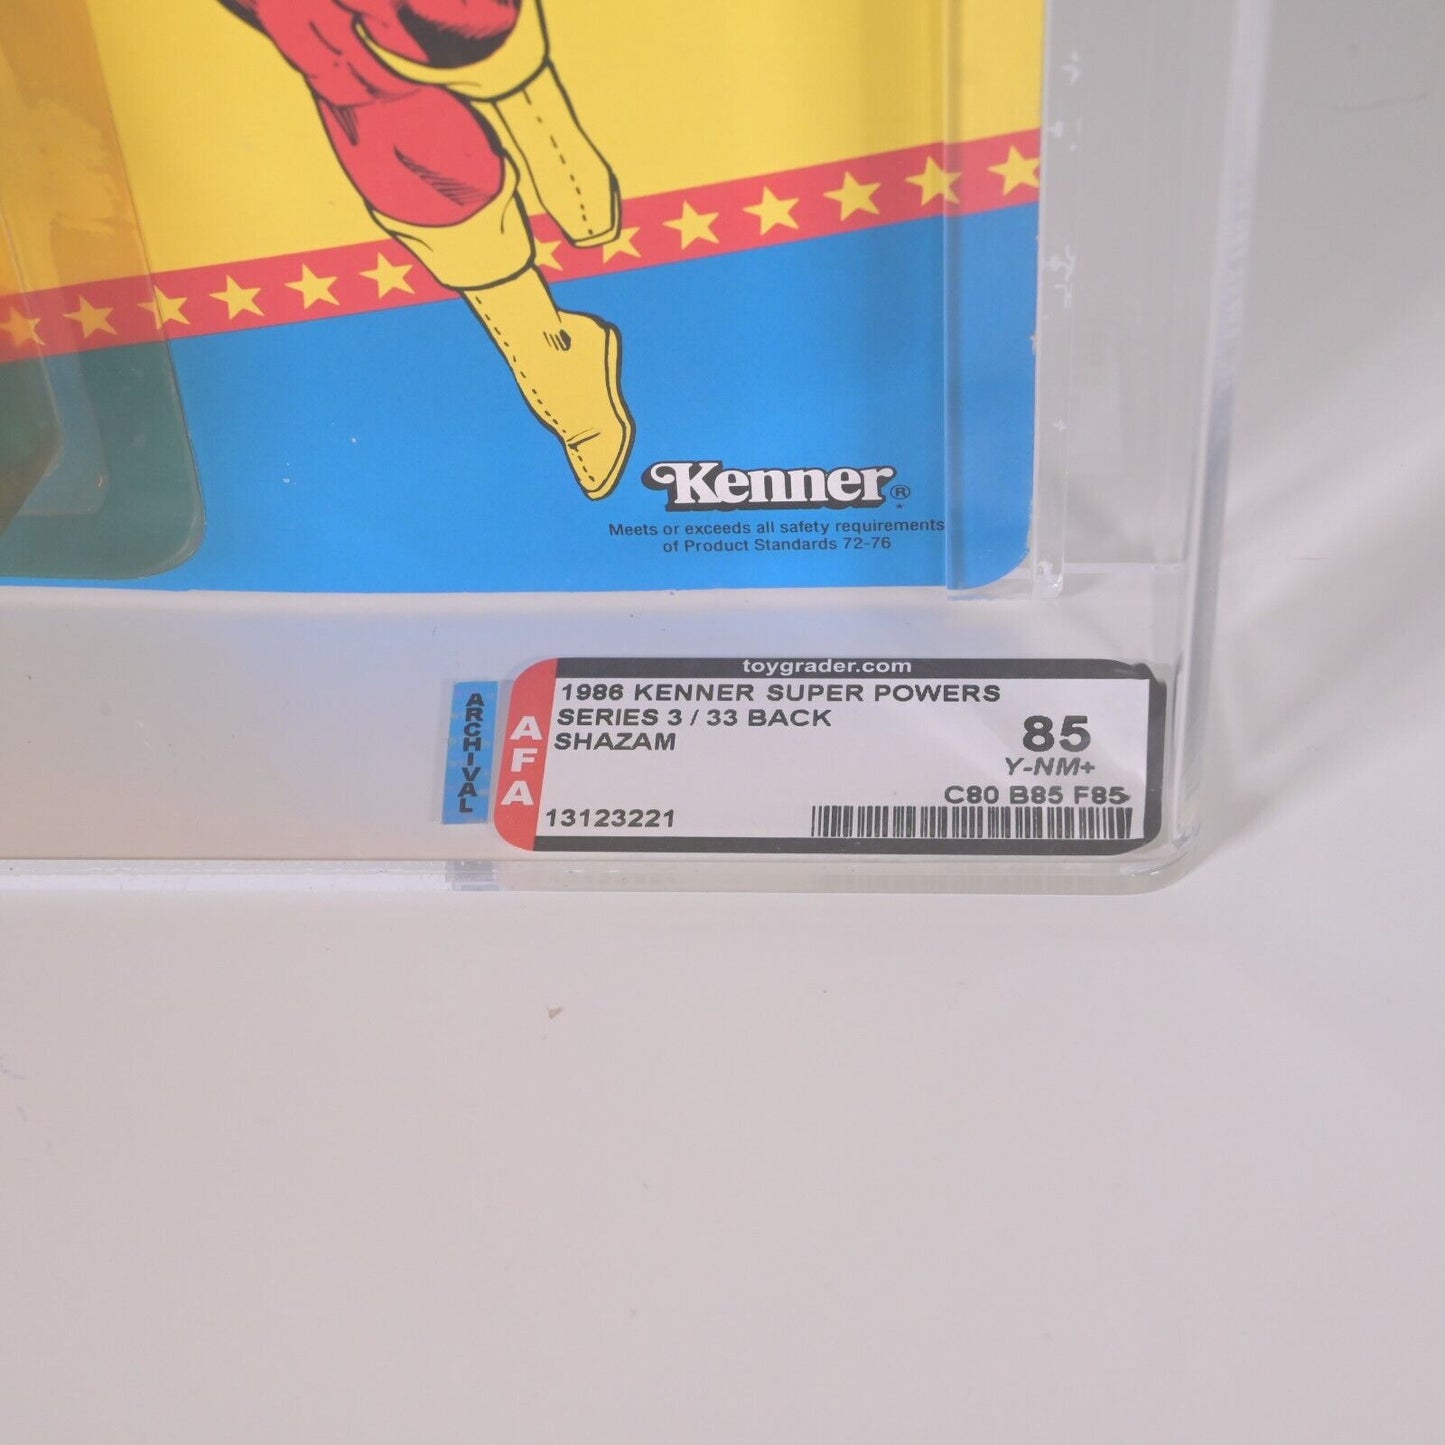 Kenner®
Meets or exceeds all safety requirements
of Product Standards 72-76
toygrader.com
ARCHIVAL
AFA
1986 KENNER SUPER POWERS
SERIES 3 / 33 BACK
SHAZAM
85
Y-NM+
C80 B85 F85
13123221